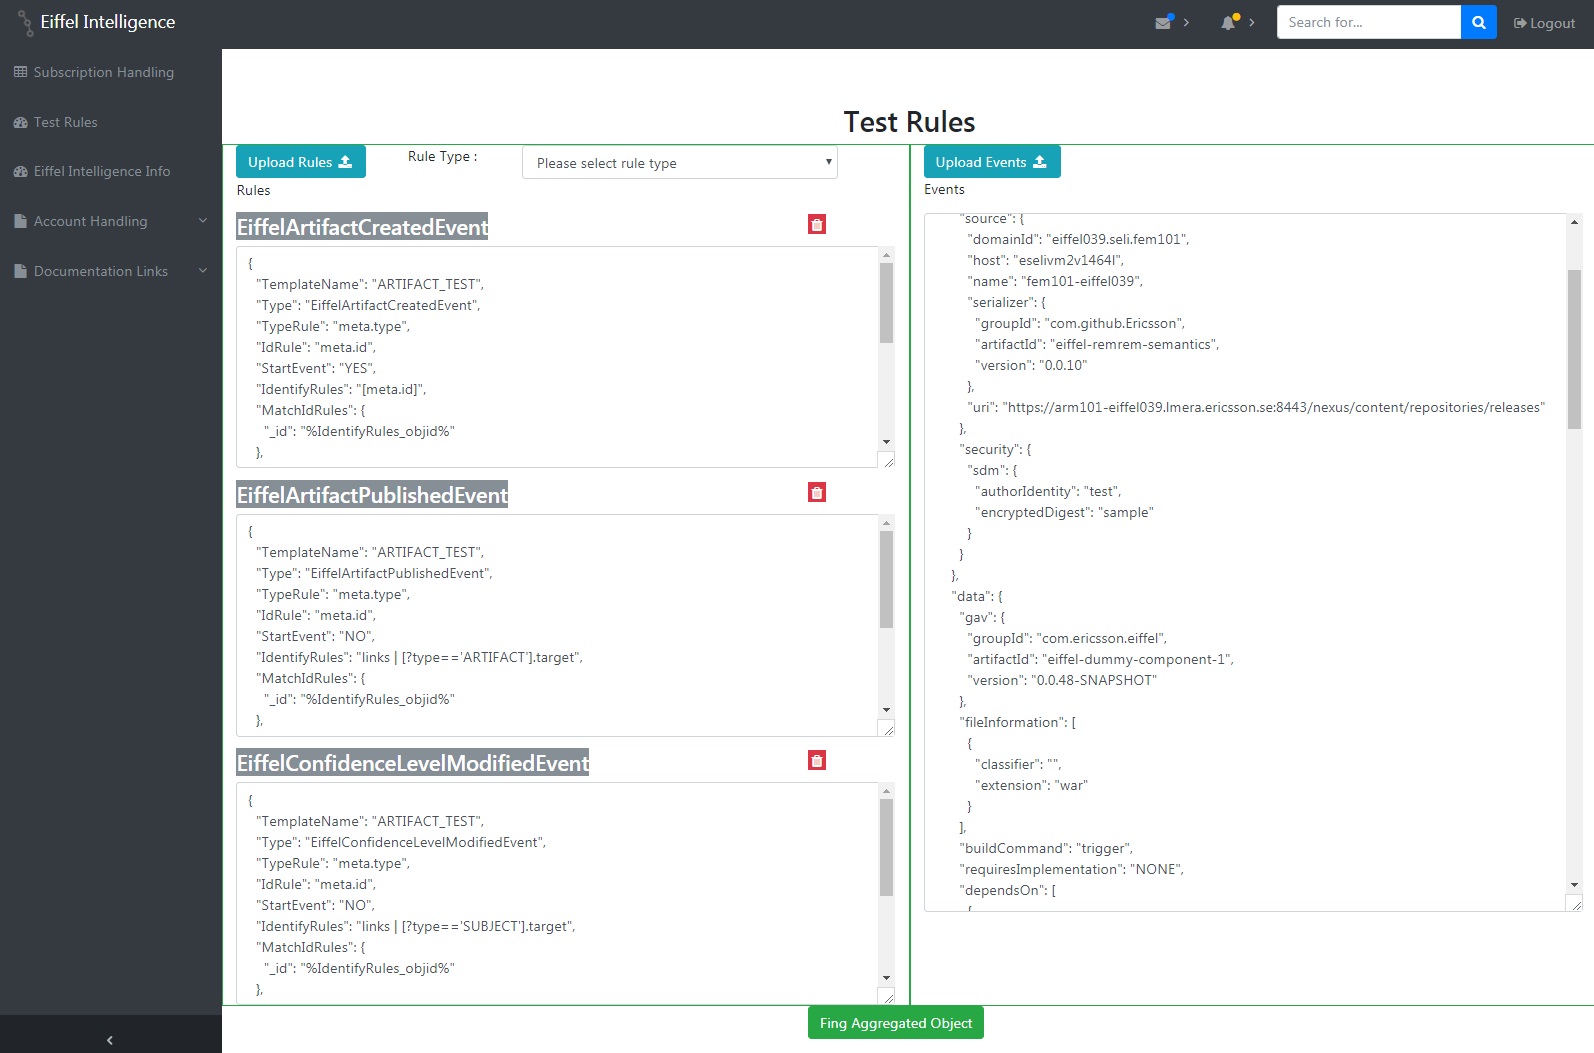 Eiffel Intelligence
Search for...
Logout
Subscription Handling
Test Rules
Eiffel Intelligence Info
Account Handling
Documentation Links
Test Rules
Upload Rules
Rule Type :
Please select rule type
Rules
EiffelArtifactCreatedEvent
{
"TemplateName": "ARTIFACT_TEST",
"Type": "EiffelArtifactCreatedEvent",
"TypeRule": "meta.type",
"IdRule": "meta.id",
"StartEvent": "YES",
"IdentifyRules": "[meta.id]",
"MatchIdRules": {
"_id": "%IdentifyRules_objid%"
},
EiffelArtifactPublishedEvent
{
"TemplateName": "ARTIFACT_TEST",
"Type": "EiffelArtifactPublishedEvent",
"TypeRule": "meta.type",
"IdRule": "meta.id",
"StartEvent": "NO",
"IdentifyRules": "links | [?type=='ARTIFACT'].target",
"MatchIdRules": {
"_id": "%IdentifyRules_objid%"
},
EiffelConfidenceLevelModifiedEvent
{
"TemplateName": "ARTIFACT_TEST",
"Type": "EiffelConfidenceLevelModifiedEvent",
"TypeRule": "meta.type",
"IdRule": "meta.id",
"StartEvent": "NO",
"IdentifyRules": "links | [?type=='SUBJECT'].target",
"MatchIdRules": {
"_id": "%IdentifyRules_objid%"
},
Upload Events
Events
"source": {
"domainId": "eiffel039.seli.fem101",
"host": "eselivm2v1464l",
"name": "fem101-eiffel039",
"serializer": {
"groupId": "com.github.Ericsson",
"artifactId": "eiffel-remrem-semantics",
"version": "0.0.10"
},
"uri": "https://arm101-eiffel039.lmera.ericsson.se:8443/nexus/content/repositories/releases"
},
"security": {
"sdm": {
"authorIdentity": "test",
"encryptedDigest": "sample"
}
}
},
"data": {
"gav": {
"groupId": "com.ericsson.eiffel",
"artifactId": "eiffel-dummy-component-1",
"version": "0.0.48-SNAPSHOT"
},
"fileInformation": [
{
"classifier": "",
"extension": "war"
}
],
"buildCommand": "trigger",
"requiresImplementation": "NONE",
"dependsOn": [
{
Fing Aggregated Object